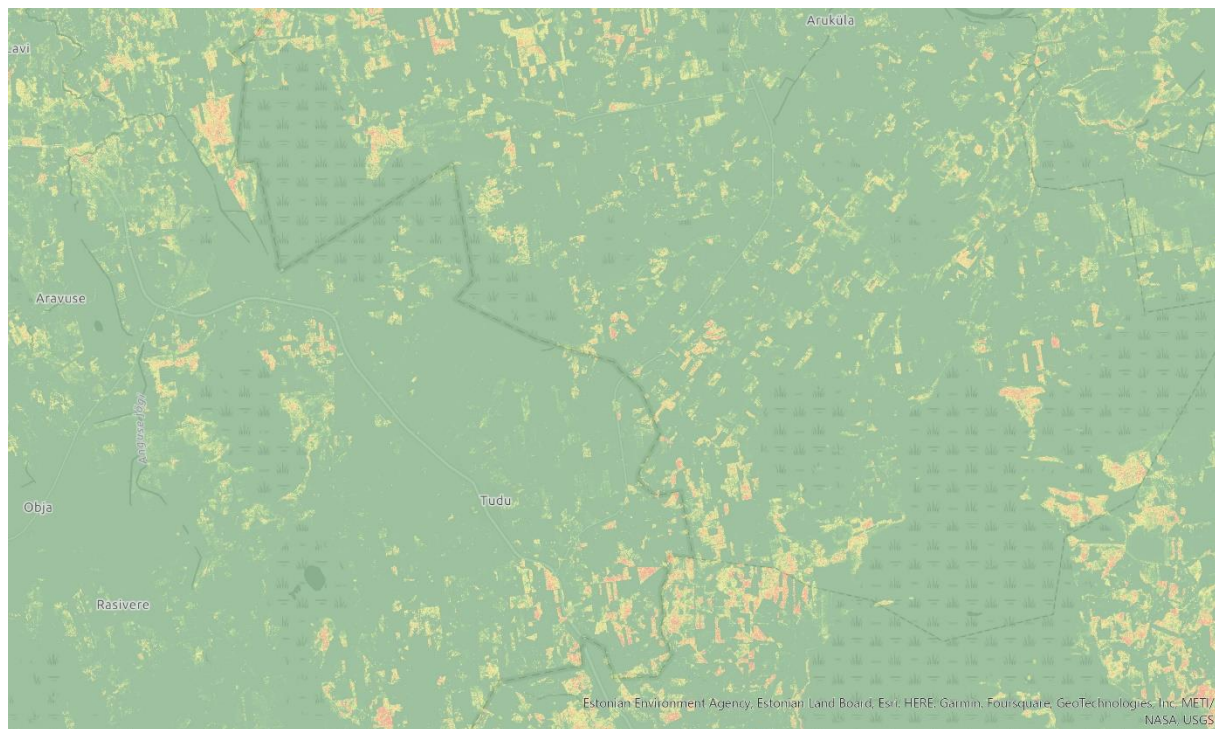 Aruküla
Lavi
Aravuse
Obja
Tudu
Rasivere
Estonian Environment Agency, Estonian Land Board, Esri, HERE, Garmin, Foursquare, GeoTechnologies, Inc, METI/
NASA, USGS